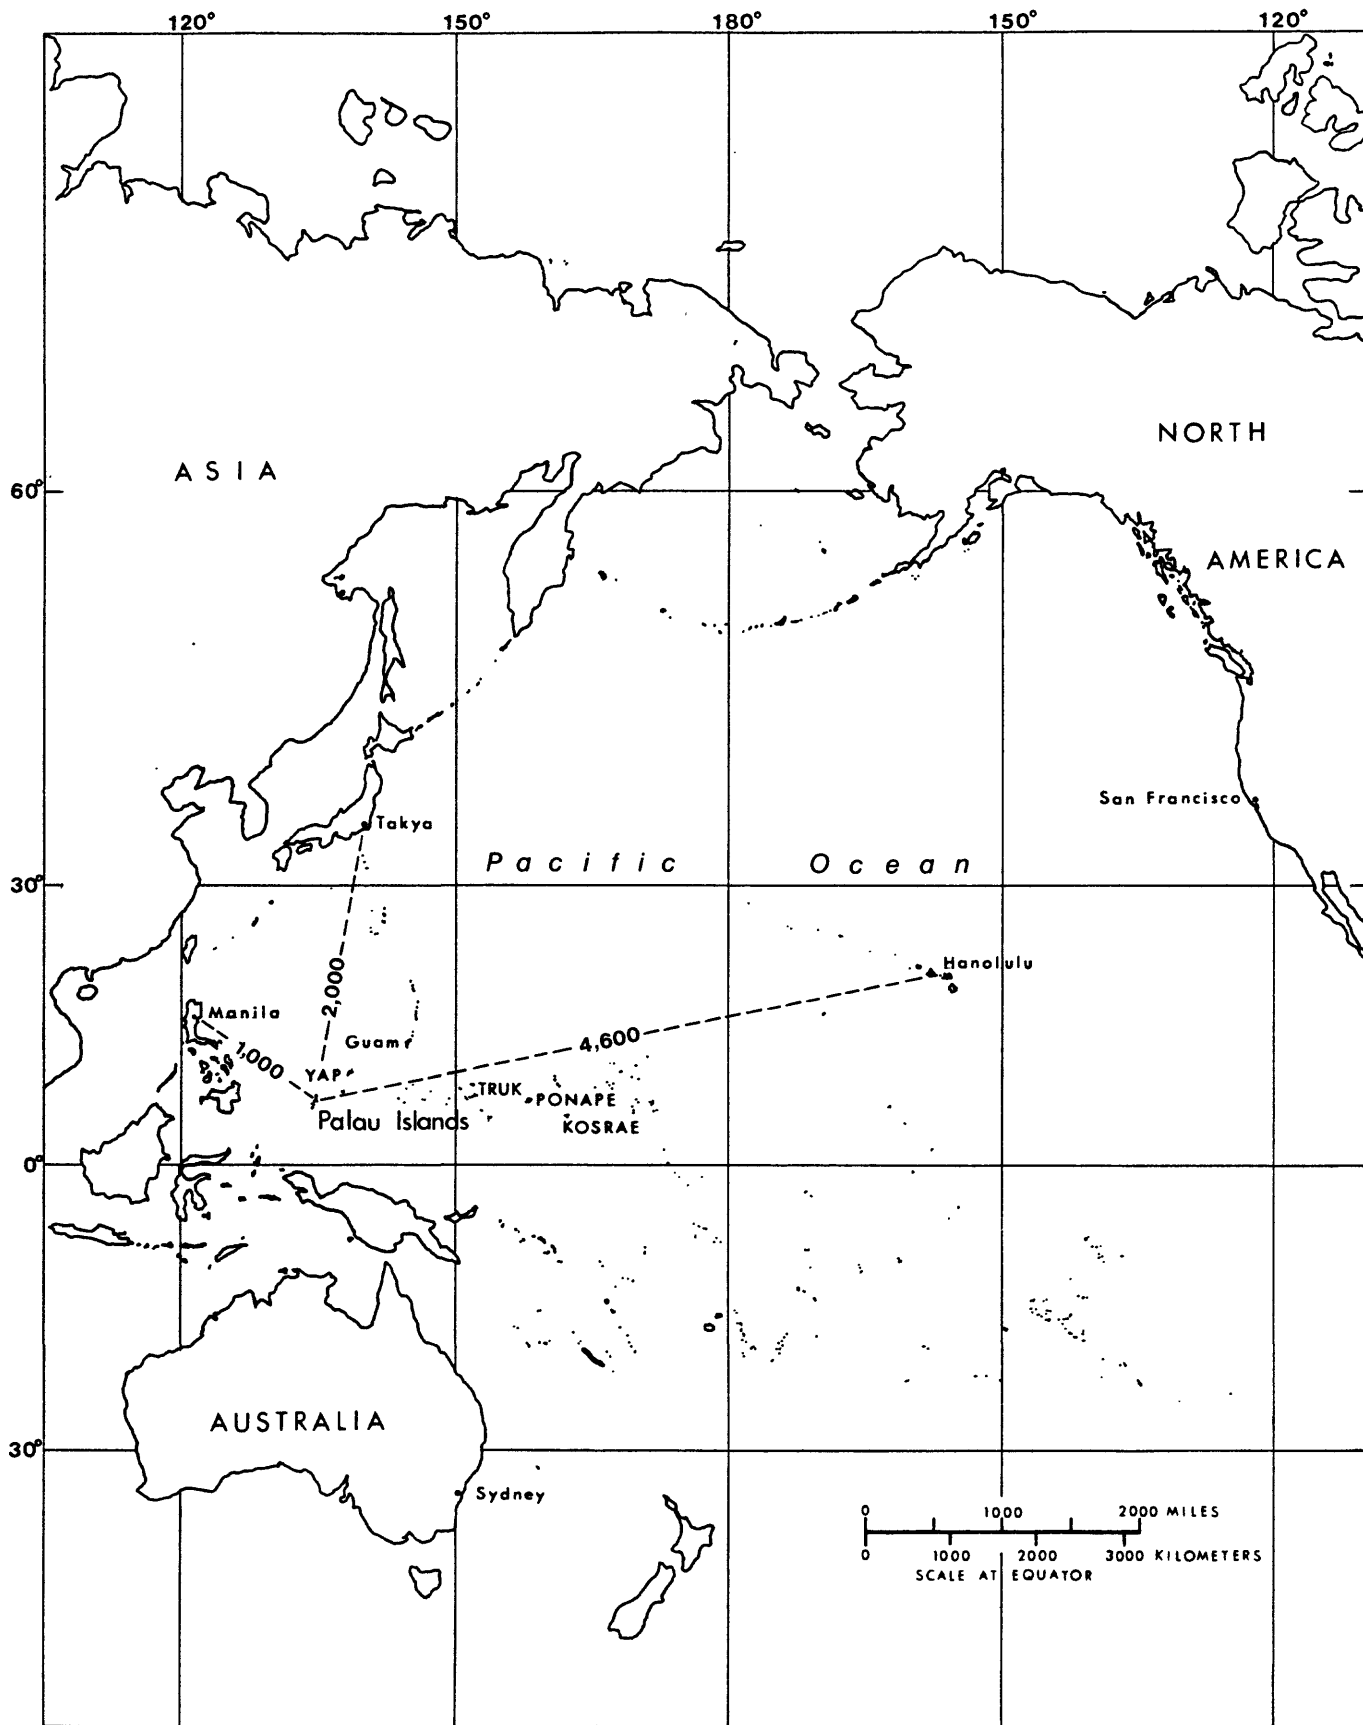 120° 150° 180° 150° 120°
NORTH
ASIA
60°
AMERICA
San Francisco
Takya
Pacific Ocean
30°
Hanolulu
2,000
Manila
4,600
Guam
1,000
YAP
TRUK
PONAPE
Palau Islands
KOSRAE
0°
AUSTRALIA
30°
Sydney
0 1000 2000 MILES
0 1000 2000 3000 KILOMETERS
SCALE AT EQUATOR